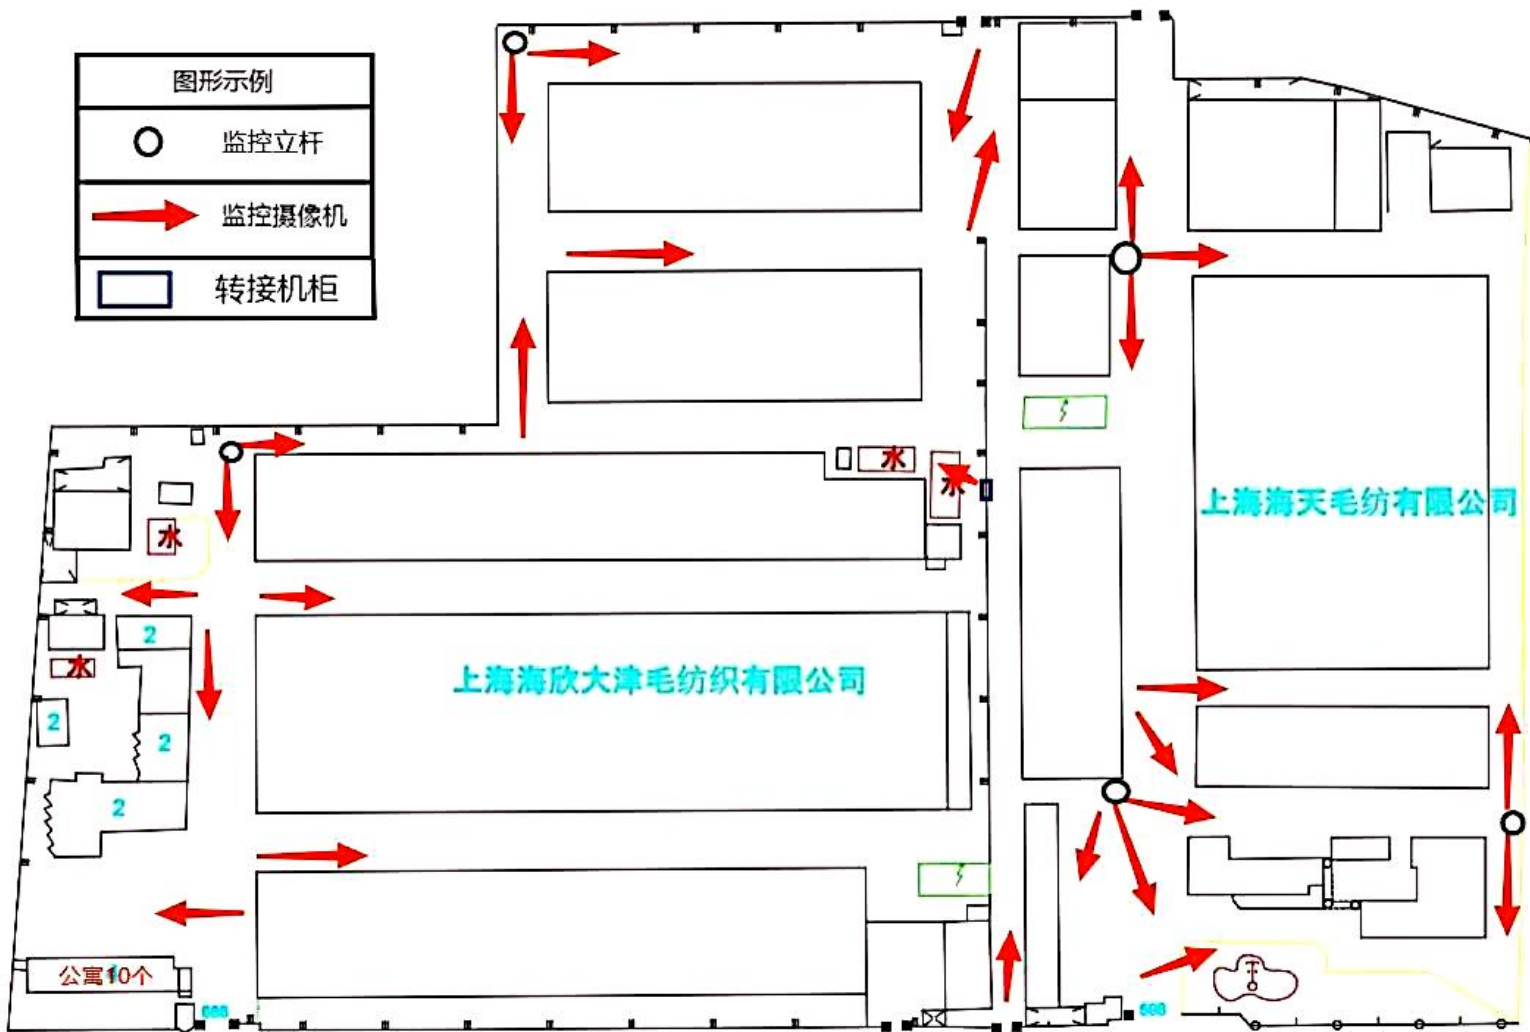 图形示例
监控立杆
监控摄像机
转接机柜
水
水
上海海天毛纺有限公司
水
2
水
上海海欣大津毛纺织有限公司
2
2
2
公寓10个